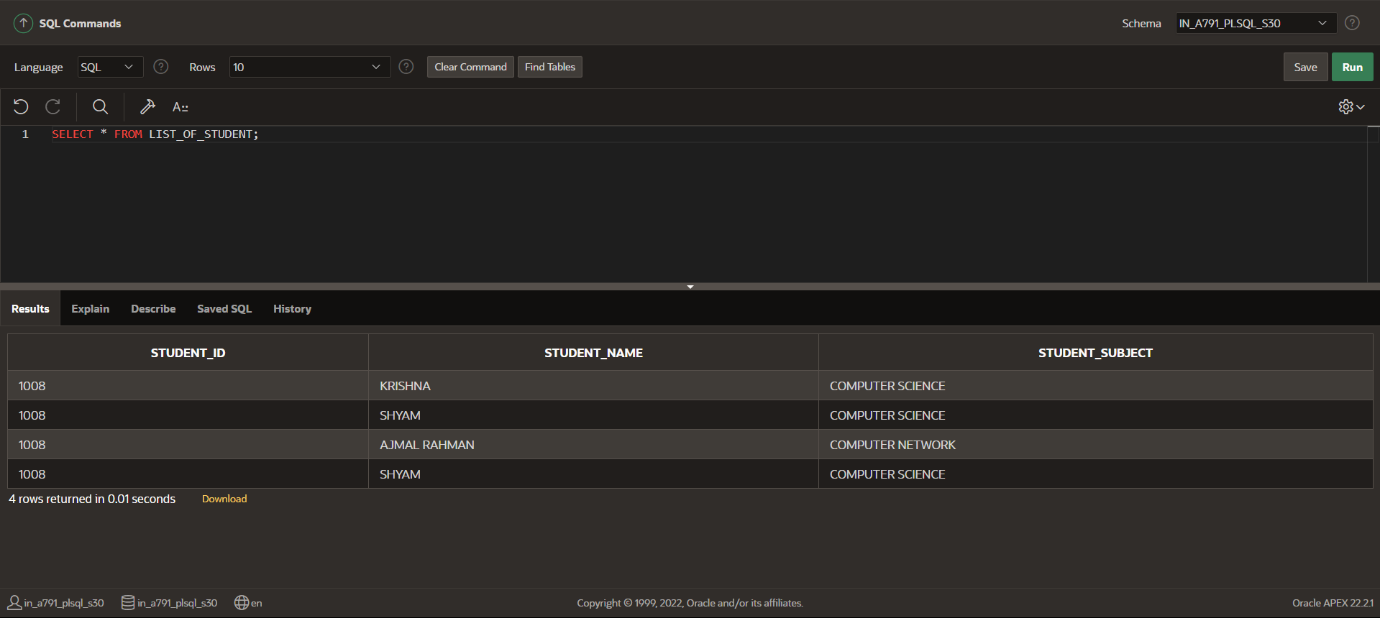 SQL Commands Schema IN_A791_PLSQL_S30
Language SQL Rows 10 Clear Command Find Tables Save Run
A::
1 SELECT * FROM LIST_OF_STUDENT;
Results Explain Describe Saved SQL History
STUDENT_ID STUDENT_NAME STUDENT_SUBJECT
1008 KRISHNA COMPUTER SCIENCE
1008 SHYAM COMPUTER SCIENCE
1008 AJMAL RAHMAN COMPUTER NETWORK
1008 SHYAM COMPUTER SCIENCE
4 rows returned in 0.01 seconds Download
in_a791_plsql_s30 in_a791_plsql_s30 en Copyright © 1999, 2022, Oracle and/or its affiliates. Oracle APEX 22.2.1